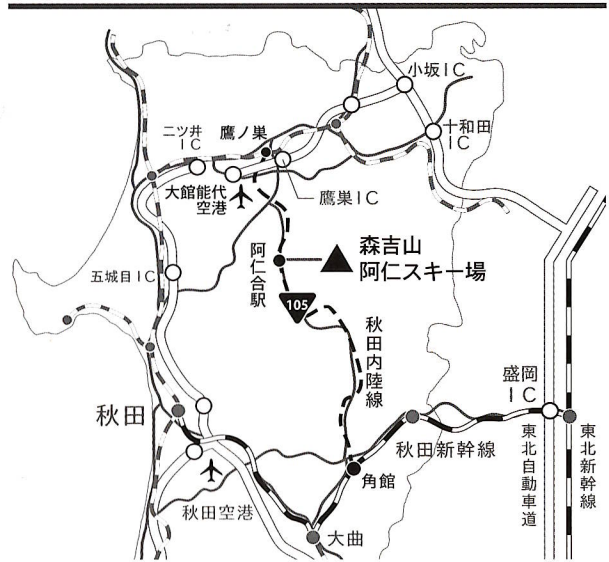 小坂IC
十和田
IC
二ツ井
IC
鷹ノ巣
大館能代
空港
鷹巣IC
森吉山
阿仁スキー場
阿仁合駅
五城目IC
105
秋田内陸線
盛岡
IC
秋田
秋田新幹線
東北自動車道
東北新幹線
角館
秋田空港
大曲